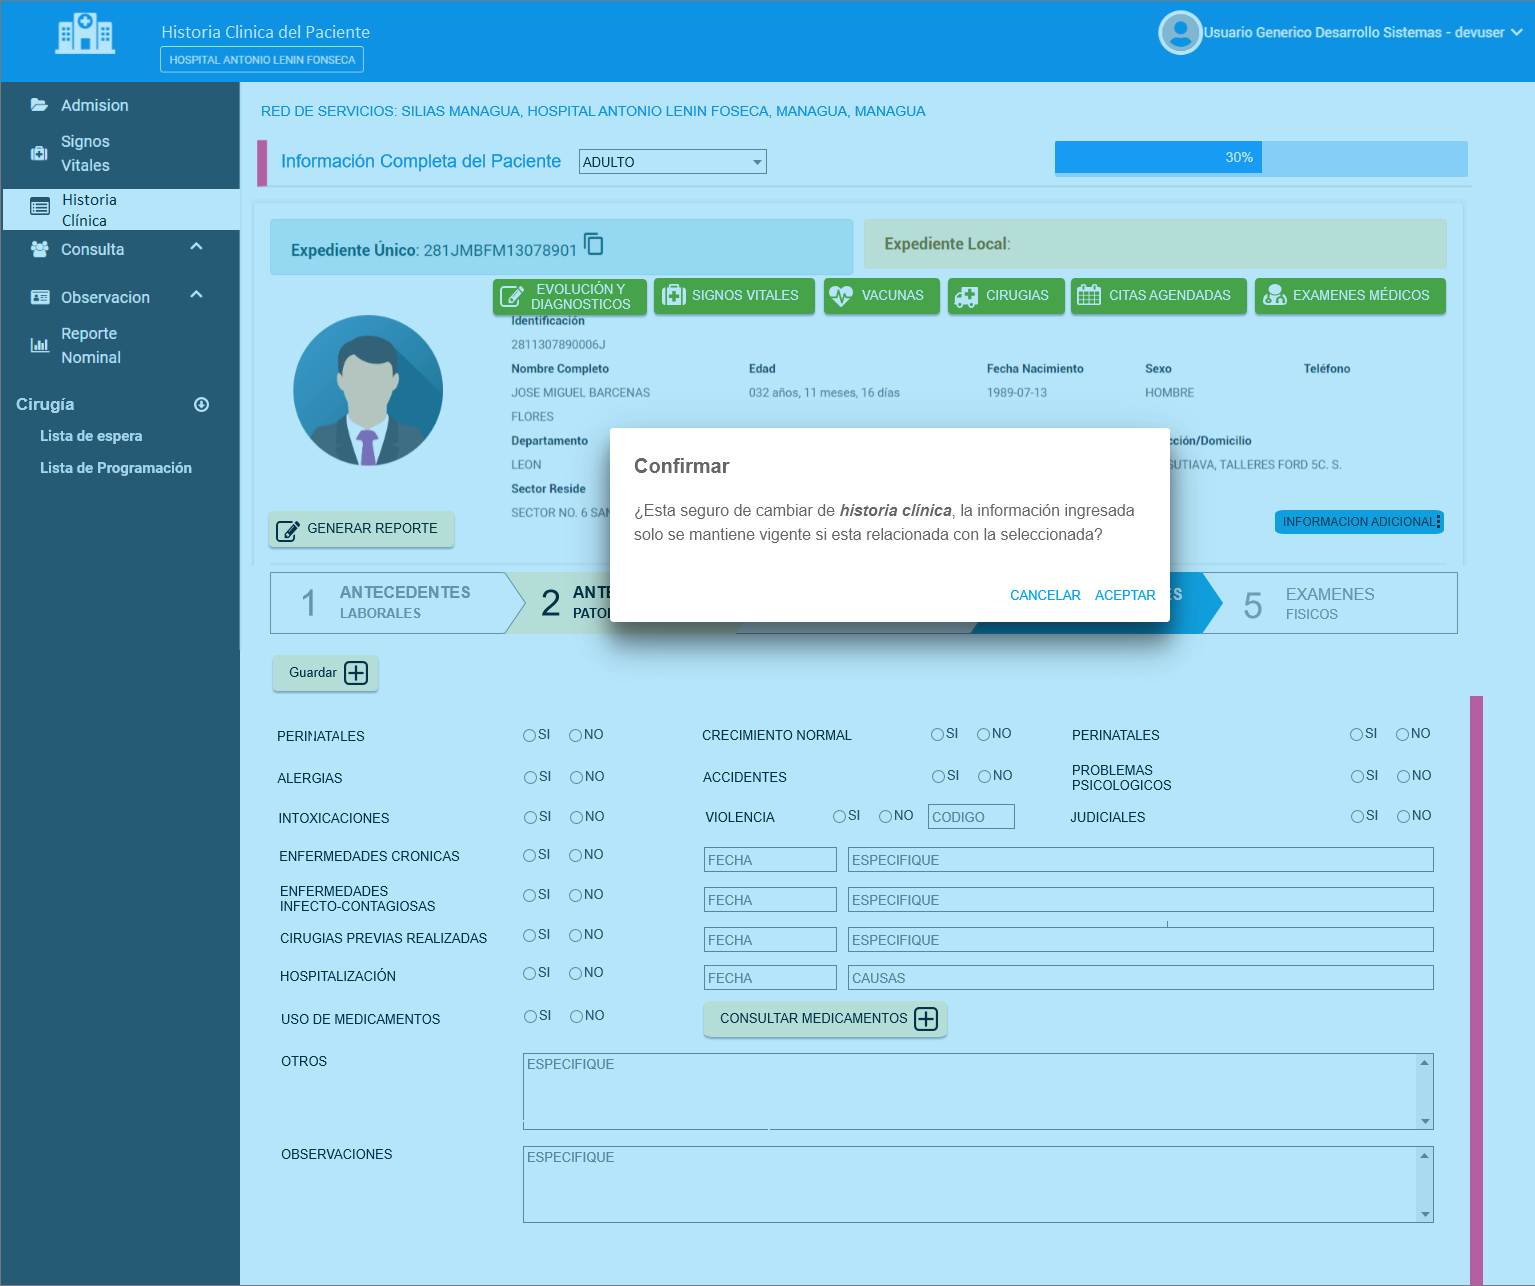 Historia Clinica del Paciente
HOSPITAL ANTONIO LENIN FONSECA
Usuario Generico Desarrollo Sistemas - devuser
Admision
Signos
Vitales
Historia
Clínica
Consulta
Observacion
Reporte
Nominal
Cirugía
Lista de espera
Lista de Programación
RED DE SERVICIOS: SILIAS MANAGUA, HOSPITAL ANTONIO LENIN FOSECA, MANAGUA, MANAGUA
Información Completa del Paciente
ADULTO
30%
Expediente Único: 281JMBFM13078901
Expediente Local:
EVOLUCIÓN Y
DIAGNOSTICOS
SIGNOS VITALES
VACUNAS
CIRUGIAS
CITAS AGENDADAS
EXAMENES MÉDICOS
Identificación
2811307890006J
Nombre Completo
Edad
Fecha Nacimiento
Sexo
Teléfono
JOSE MIGUEL BARCENAS
FLORES
032 años, 11 meses, 16 días
1989-07-13
HOMBRE
Departamento
cción/Domicilio
LEON
SUTIAVA, TALLERES FORD 5C. S.
Sector Reside
SECTOR NO. 6 SAN
GENERAR REPORTE
INFORMACION ADICIONAL
Confirmar
¿Esta seguro de cambiar de historia clínica, la información ingresada
solo se mantiene vigente si esta relacionada con la seleccionada?
CANCELAR ACEPTAR
1 ANTECEDENTES
LABORALES
2 ANTE
PATO
S
5 EXAMENES
FISICOS
Guardar
PERINATALES SI NO CRECIMIENTO NORMAL SI NO PERINATALES SI NO
ALERGIAS SI NO ACCIDENTES SI NO PROBLEMAS
PSICOLOGICOS SI NO
INTOXICACIONES SI NO VIOLENCIA SI NO CODIGO JUDICIALES SI NO
ENFERMEDADES CRONICAS SI NO FECHA ESPECIFIQUE
ENFERMEDADES
INFECTO-CONTAGIOSAS SI NO FECHA ESPECIFIQUE
CIRUGIAS PREVIAS REALIZADAS SI NO FECHA ESPECIFIQUE
HOSPITALIZACIÓN SI NO FECHA CAUSAS
USO DE MEDICAMENTOS SI NO CONSULTAR MEDICAMENTOS
OTROS ESPECIFIQUE
OBSERVACIONES ESPECIFIQUE